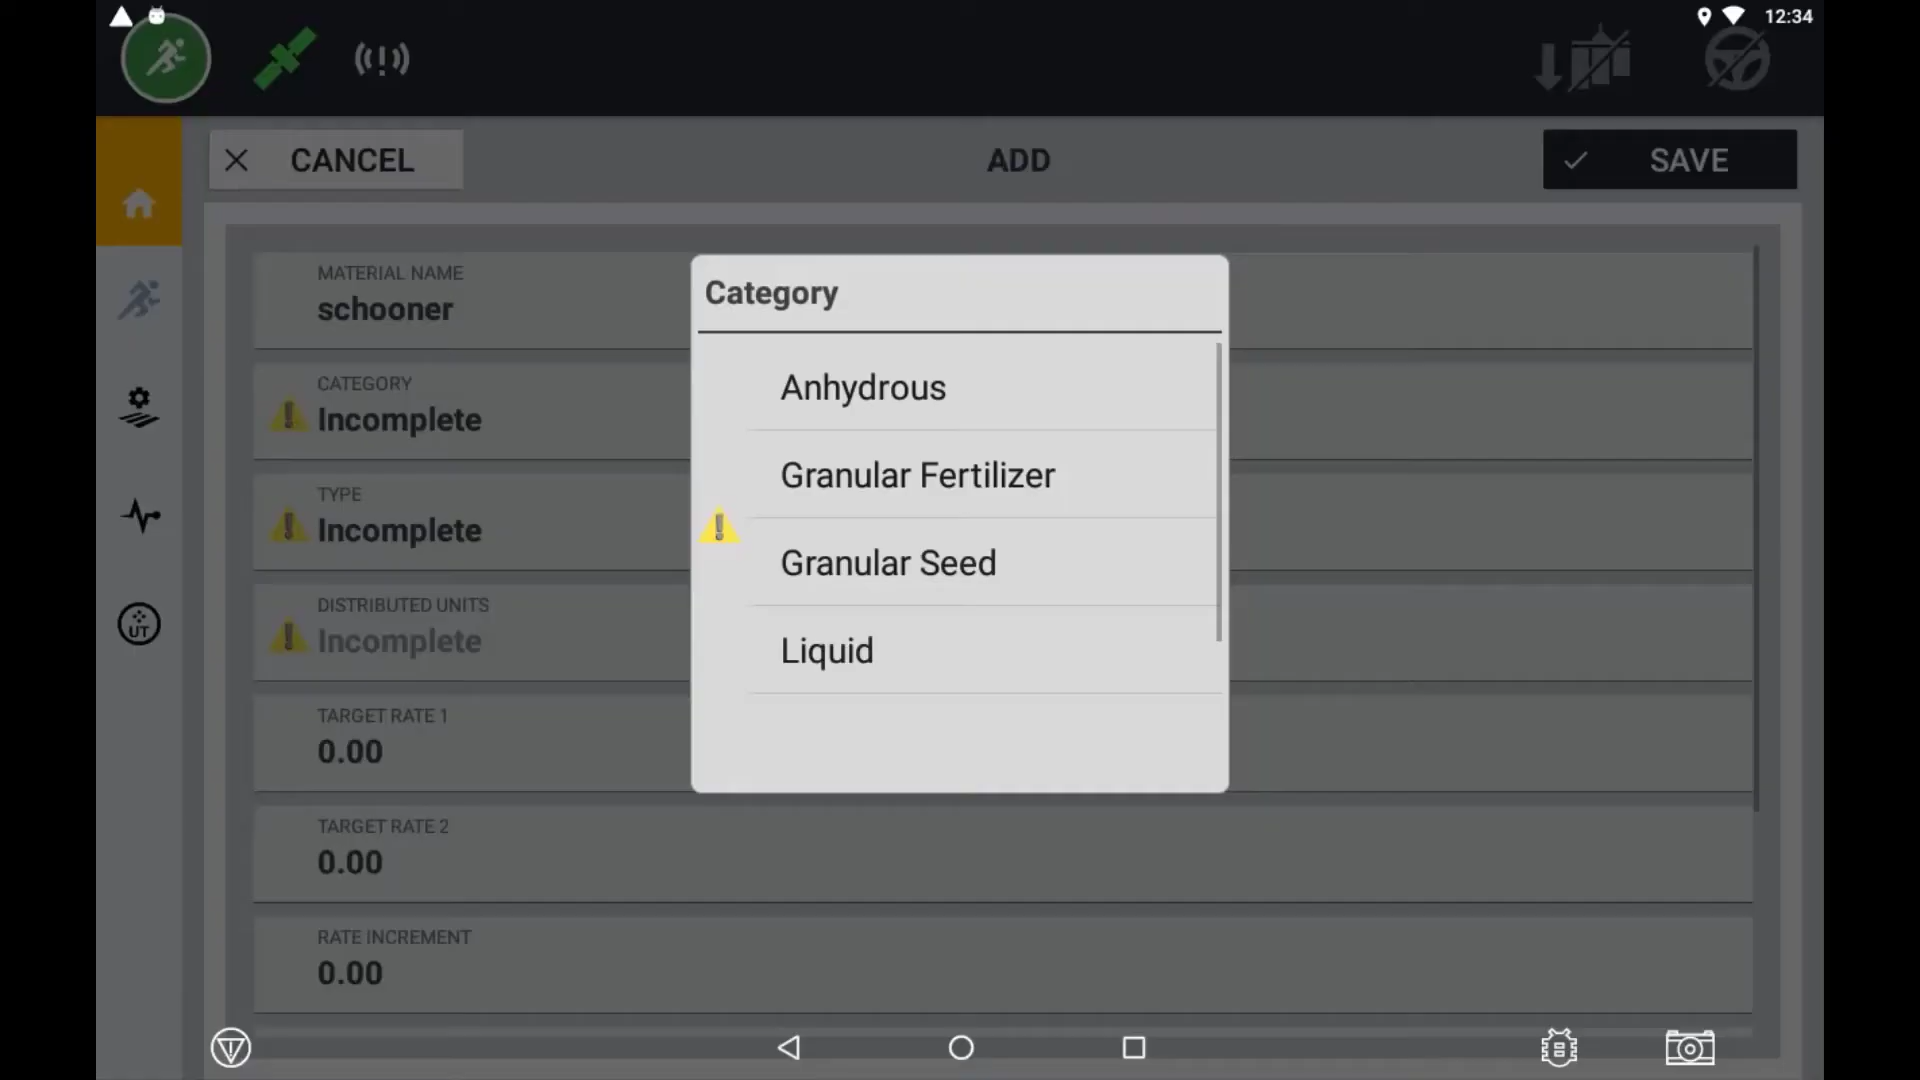 12:34
CANCEL
ADD
SAVE
MATERIAL NAME
schooner
CATEGORY
Incomplete
TYPE
Incomplete
DISTRIBUTED UNITS
Incomplete
TARGET RATE 1
0.00
TARGET RATE 2
0.00
RATE INCREMENT
0.00
Category
Anhydrous
Granular Fertilizer
Granular Seed
Liquid
UT